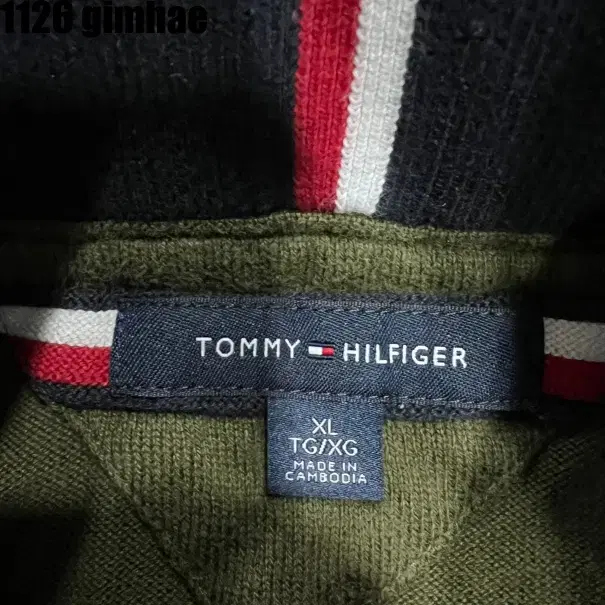 1126 gimhae
TOMMY HILFIGER
XL
TG/XG
MADE IN
CAMBODIA